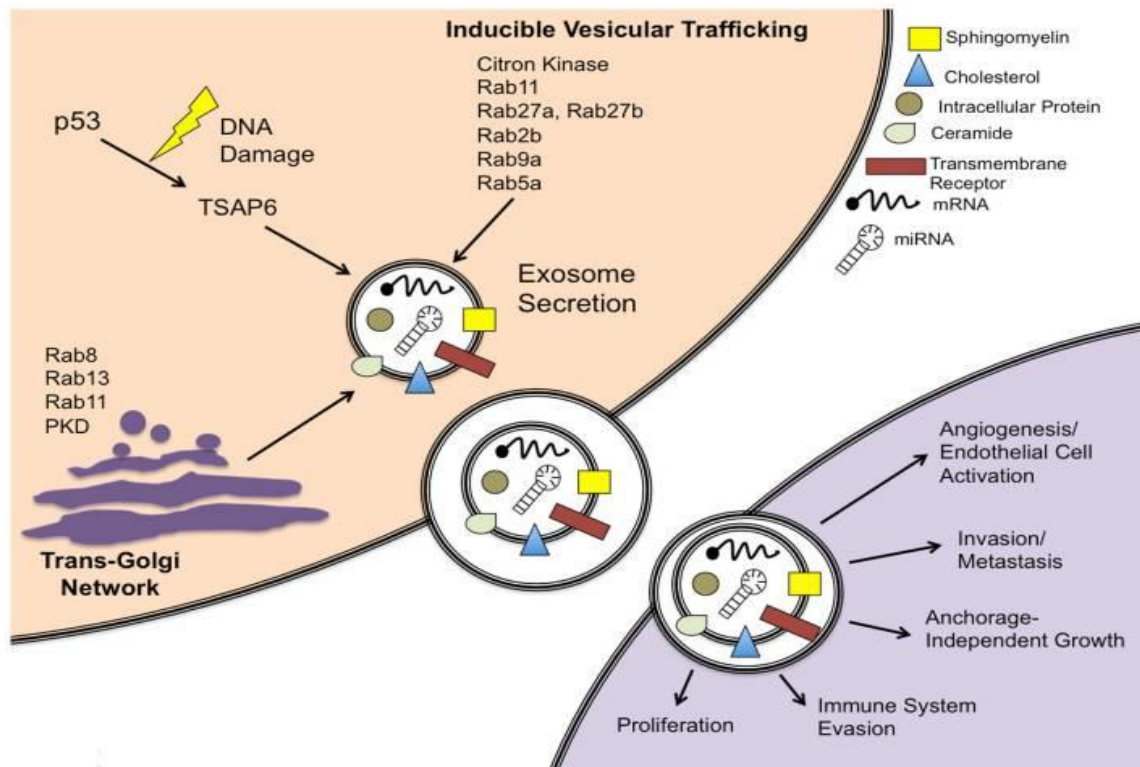 Inducible Vesicular Trafficking
Citron Kinase
Rab11
Rab27a, Rab27b
Rab2b
Rab9a
Rab5a
p53
DNA
Damage
TSAP6
Exosome
Secretion
Rab8
Rab13
Rab11
PKD
Trans-Golgi
Network
Sphingomyelin
Cholesterol
Intracellular Protein
Ceramide
Transmembrane
Receptor
mRNA
miRNA
Angiogenesis/
Endothelial Cell
Activation
Invasion/
Metastasis
Anchorage-
Independent Growth
Immune System
Evasion
Proliferation